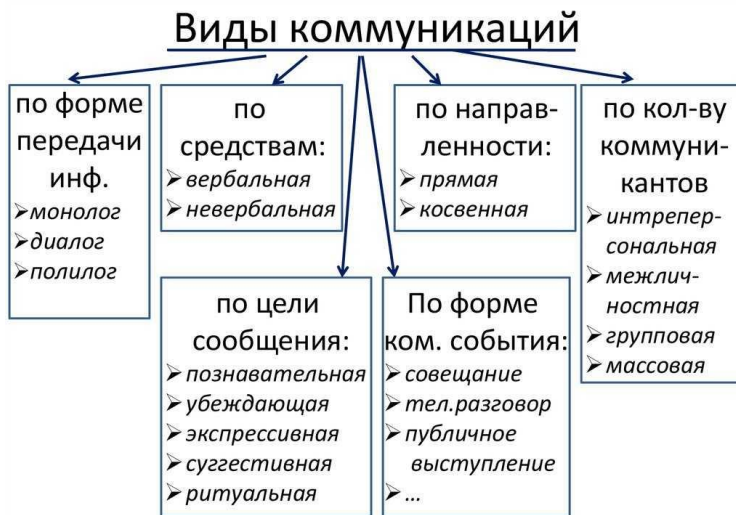 Виды коммуникаций
по форме
передачи
инф.
➢монолог
➢диалог
➢полилог
по
средствам:
➢вербальная
➢невербальная
по направ-
ленности:
➢прямая
➢косвенная
по кол-ву
коммуни-
кантов
➢интрепер-
сональная
➢межлич-
ностная
➢групповая
➢массовая
по цели
сообщения:
➢познавательная
➢убеждающая
➢экспрессивная
➢суггестивная
➢ритуальная
По форме
ком. события:
➢совещание
➢тел.разговор
➢публичное
выступление
➢...